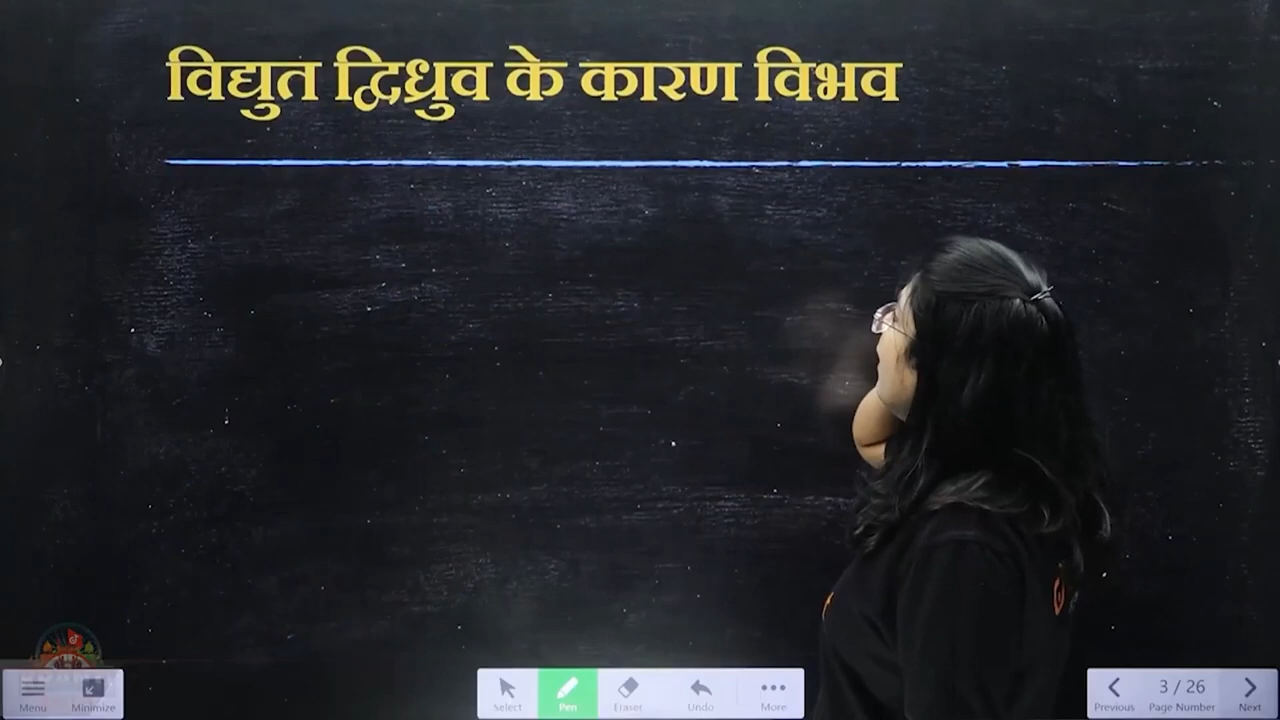 विद्युत द्विध्रुव के कारण विभव
Menu
Minimize
Select
Pen
Eraser
Undo
More
Previous
3 / 26
Page Number
Next